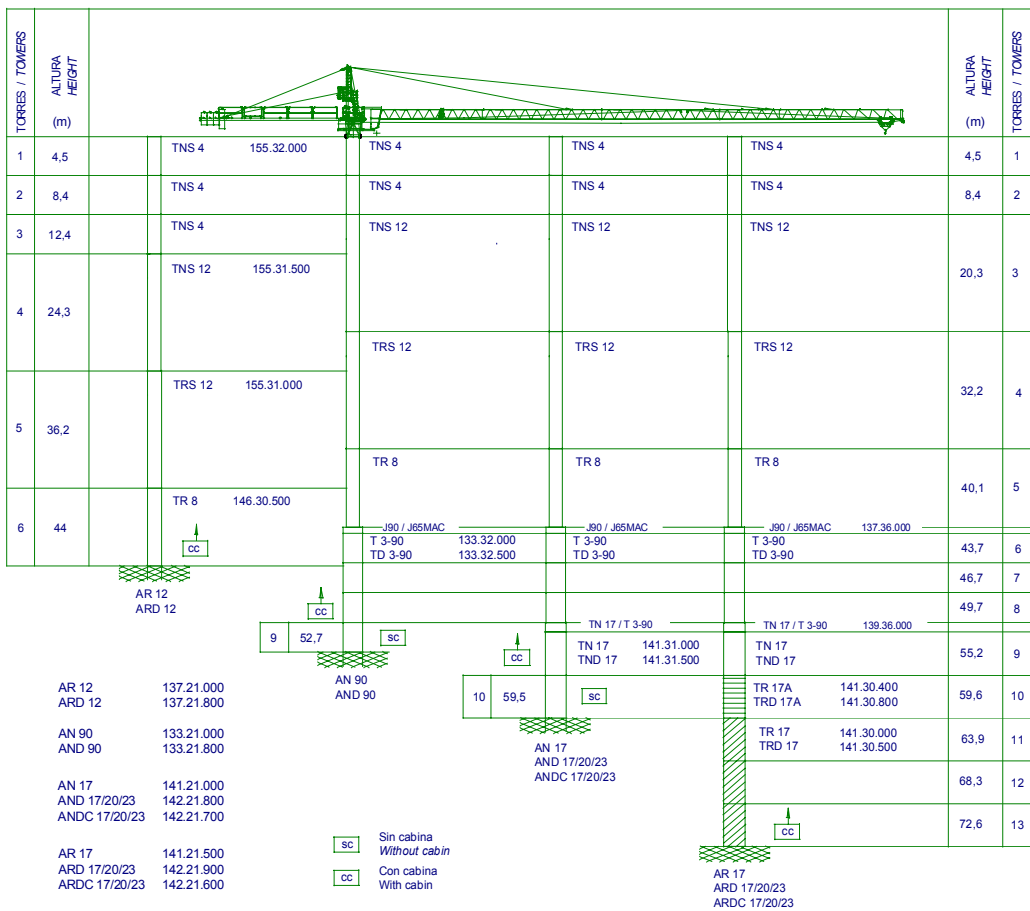 TORRES / TOWERS
ALTURA
HEIGHT
(m)
ALTURA
HEIGHT
(m)
TORRES / TOWERS
1 4,5 TNS 4 155.32.000 TNS 4 TNS 4 TNS 4 4,5 1
2 8,4 TNS 4 TNS 4 TNS 4 TNS 4 8,4 2
3 12,4 TNS 4 TNS 12 TNS 12 TNS 12
TNS 12 155.31.500
20,3 3
4 24,3
TRS 12 TRS 12 TRS 12
TRS 12 155.31.000
32,2 4
5 36,2
TR 8 TR 8 TR 8
40,1 5
TR 8 146.30.500
6 44
J90 / J65MAC J90 / J65MAC J90 / J65MAC 137.36.000
T 3-90 133.32.000 T 3-90 T 3-90
TD 3-90 133.32.500 TD 3-90 TD 3-90
43,7 6
cc
46,7 7
AR 12
ARD 12
cc
49,7 8
TN 17 / T 3-90 TN 17 / T 3-90 139.36.000
9 52,7 sc
TN 17 141.31.000 TN 17
TND 17 141.31.500 TND 17
cc
55,2 9
AN 90
AND 90
10 59,5 sc
TR 17A 141.30.400
TRD 17A 141.30.800
59,6 10
AN 17
AND 17/20/23
ANDC 17/20/23
TR 17 141.30.000
TRD 17 141.30.500
63,9 11
68,3 12
cc
72,6 13
AR 17
ARD 17/20/23
ARDC 17/20/23
AR 12 137.21.000
ARD 12 137.21.800
AN 90 133.21.000
AND 90 133.21.800
AN 17 141.21.000
AND 17/20/23 142.21.800
ANDC 17/20/23 142.21.700
AR 17 141.21.500
ARD 17/20/23 142.21.900
ARDC 17/20/23 142.21.600
sc Sin cabina
Without cabin
cc Con cabina
With cabin